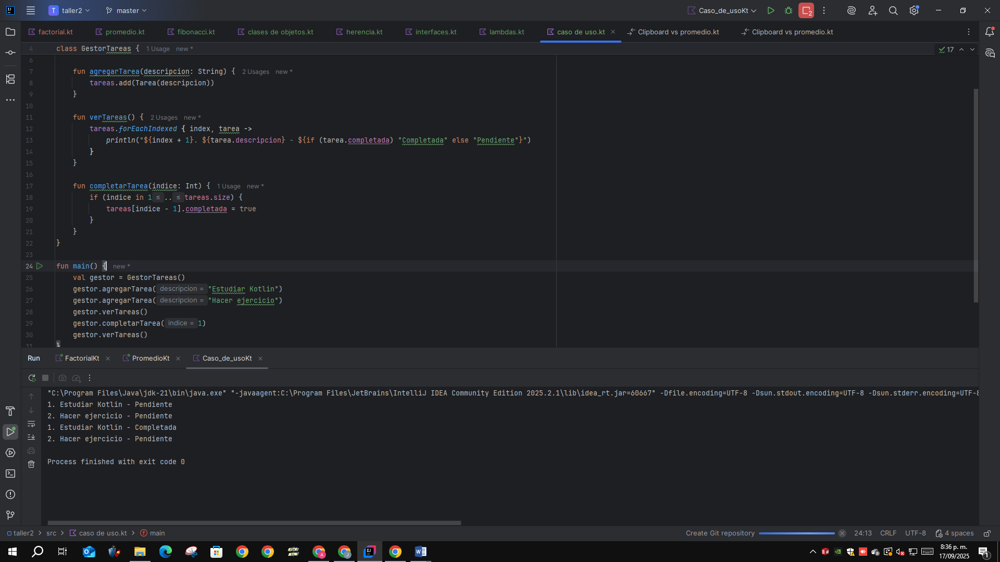 taller2
master
Caso_de_usoKt
2
factorial.kt
promedio.kt
fibonacci.kt
clases de objetos.kt
herencia.kt
interfaces.kt
lambdas.kt
caso de uso.kt
Clipboard vs promedio.kt
Clipboard vs promedio.kt
4 class GestorTareas { 1 Usage new *
17
6
7 fun agregarTarea(descripcion: String) { 2 Usages new *
8 tareas.add(Tarea(descripcion))
9 }
10
11 fun verTareas() { 2 Usages new *
12 tareas.forEachIndexed { index, tarea ->
13 println("${index + 1}. ${tarea.descripcion} - ${if (tarea.completada) "Completada" else "Pendiente"}")
14 }
15 }
16
17 fun completarTarea(indice: Int) { 1 Usage new *
18 if (indice in 1 ≤ .. ≤ tareas.size) {
19 tareas[indice - 1].completada = true
20 }
21 }
22 }
23
24 fun main() { new *
25 val gestor = GestorTareas()
26 gestor.agregarTarea( descripcion = "Estudiar Kotlin")
27 gestor.agregarTarea( descripcion = "Hacer ejercicio")
28 gestor.verTareas()
29 gestor.completarTarea( indice = 1)
30 gestor.verTareas()
31 }
Run
FactorialKt
PromedioKt
Caso_de_usoKt
"C:\Program Files\Java\jdk-21\bin\java.exe" "-javaagent:C:\Program Files\JetBrains\IntelliJ IDEA Community Edition 2025.2.1\lib\idea_rt.jar=60667" -Dfile.encoding=UTF-8 -Dsun.stdout.encoding=UTF-8 -Dsun.stderr.encoding=UTF-8
1. Estudiar Kotlin - Pendiente
2. Hacer ejercicio - Pendiente
1. Estudiar Kotlin - Completada
2. Hacer ejercicio - Pendiente
Process finished with exit code 0
taller2 > src > caso de uso.kt > main
Create Git repository
24:13
CRLF
UTF-8
4 spaces
8:36 p. m.
17/09/2025
1